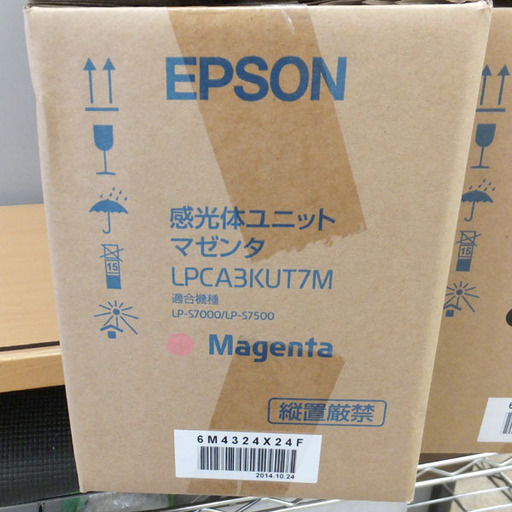 EPSON
感光体ユニット
マゼンタ
LPCA3KUT7M
適合機種
LP-S7000/LP-S7500
Magenta
縦置厳禁
6M4324X24F
2014.10.24
15